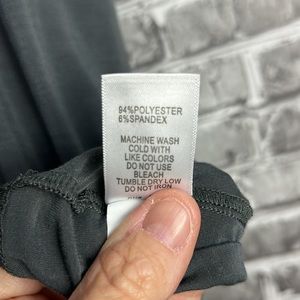 94%POLYESTER
6%SPANDEX
MACHINE WASH
COLD WITH
LIKE COLORS
DO NOT USE
BLEACH
TUMBLE DRY LOW
DO NOT IRON